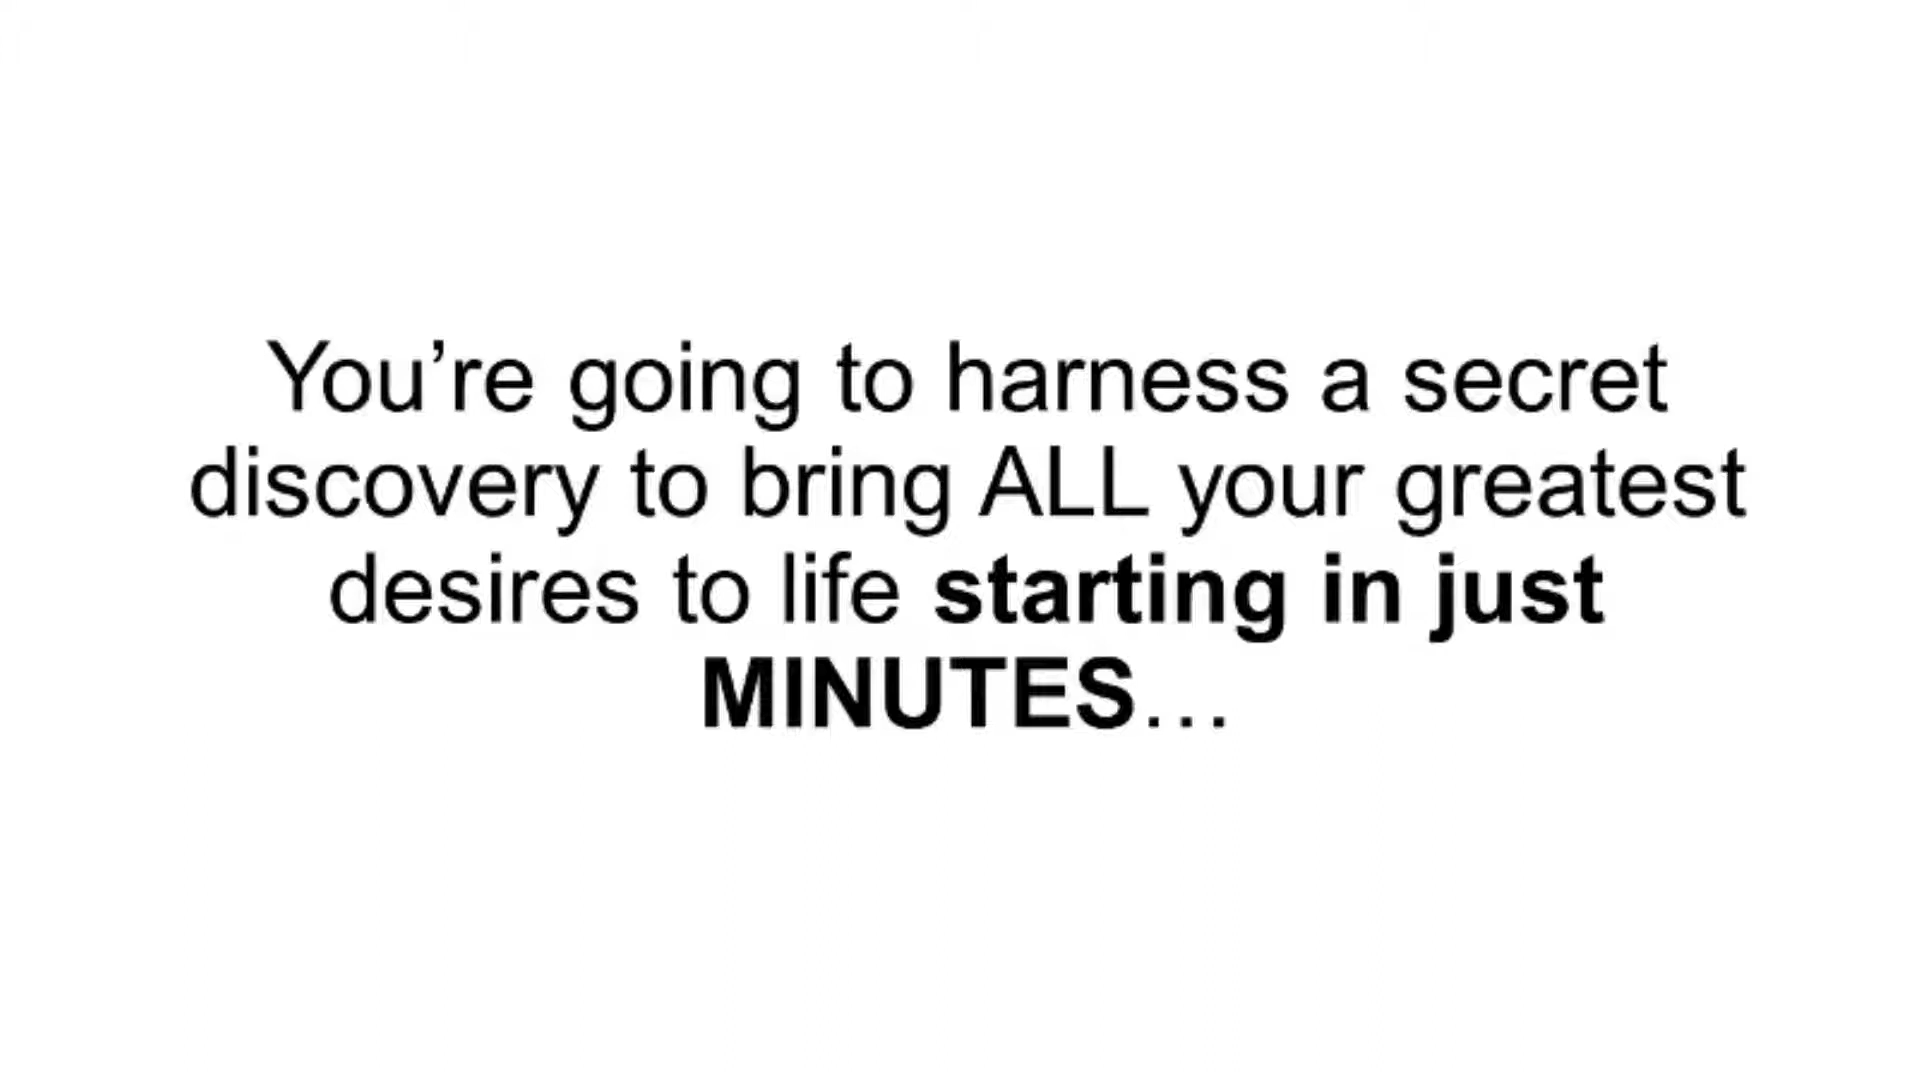 You’re going to harness a secret
discovery to bring ALL your greatest
desires to life starting in just
MINUTES…